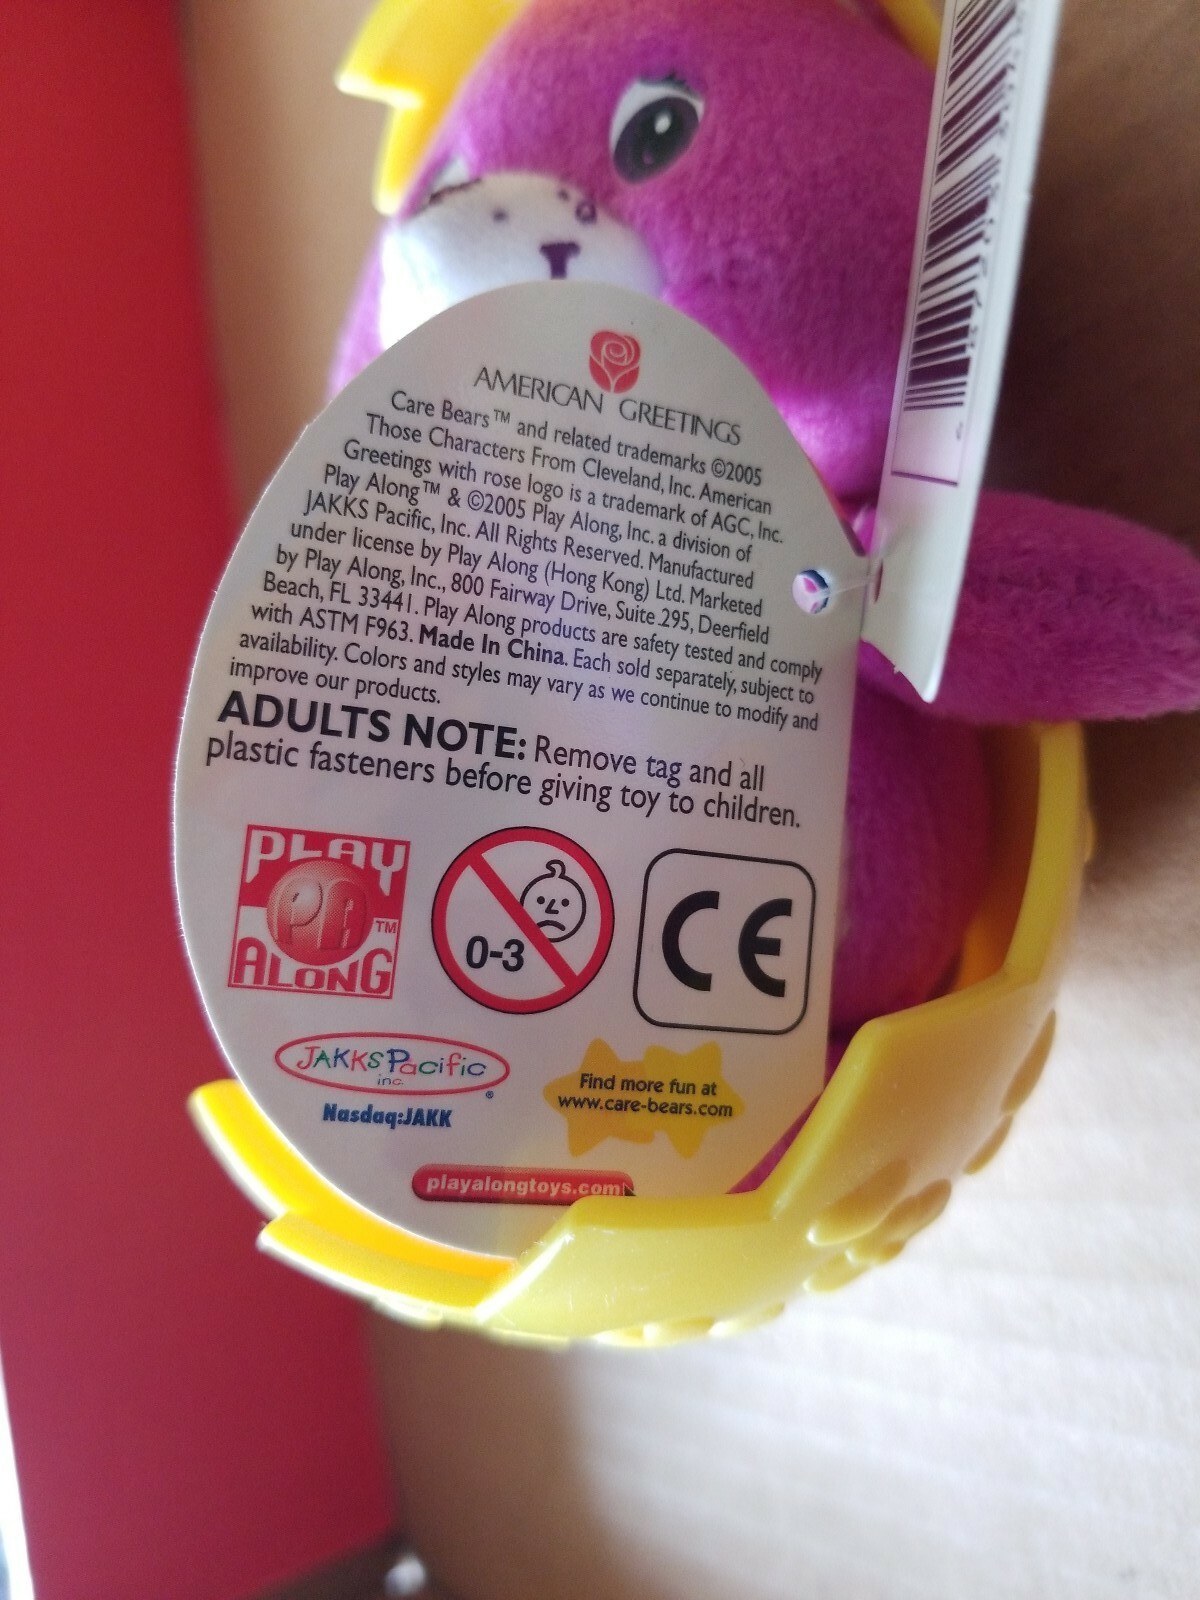 AMERICAN GREETINGS
Care Bears™ and related trademarks ©2005
Those Characters From Cleveland, Inc. American
Greetings with rose logo is a trademark of AGC, Inc.
Play Along™ & ©2005 Play Along, Inc. a division of
JAKKS Pacific, Inc. All Rights Reserved. Manufactured
under license by Play Along (Hong Kong) Ltd. Marketed
by Play Along, Inc., 800 Fairway Drive, Suite 295, Deerfield
Beach, FL 33441. Play Along products are safety tested and comply
with ASTM F963. Made In China. Each sold separately, subject to
availability. Colors and styles may vary as we continue to modify and
improve our products.
ADULTS NOTE: Remove tag and all
plastic fasteners before giving toy to children.
PLAY
PA
ALONG™
0-3
CE
JAKKS Pacific
inc. ®
Nasdaq:JAKK
Find more fun at
www.care-bears.com
playalongtoys.com